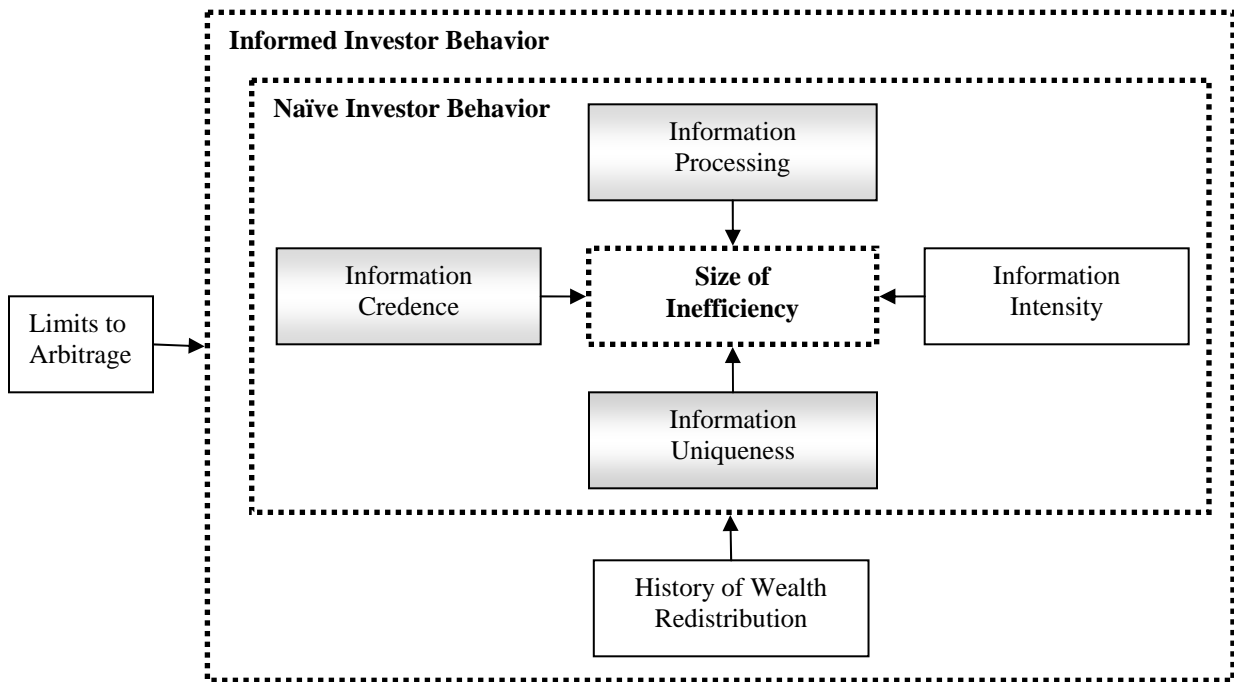 Informed Investor Behavior
Naïve Investor Behavior
Information
Processing
Information
Credence
Size of
Inefficiency
Information
Intensity
Limits to
Arbitrage
Information
Uniqueness
History of Wealth
Redistribution